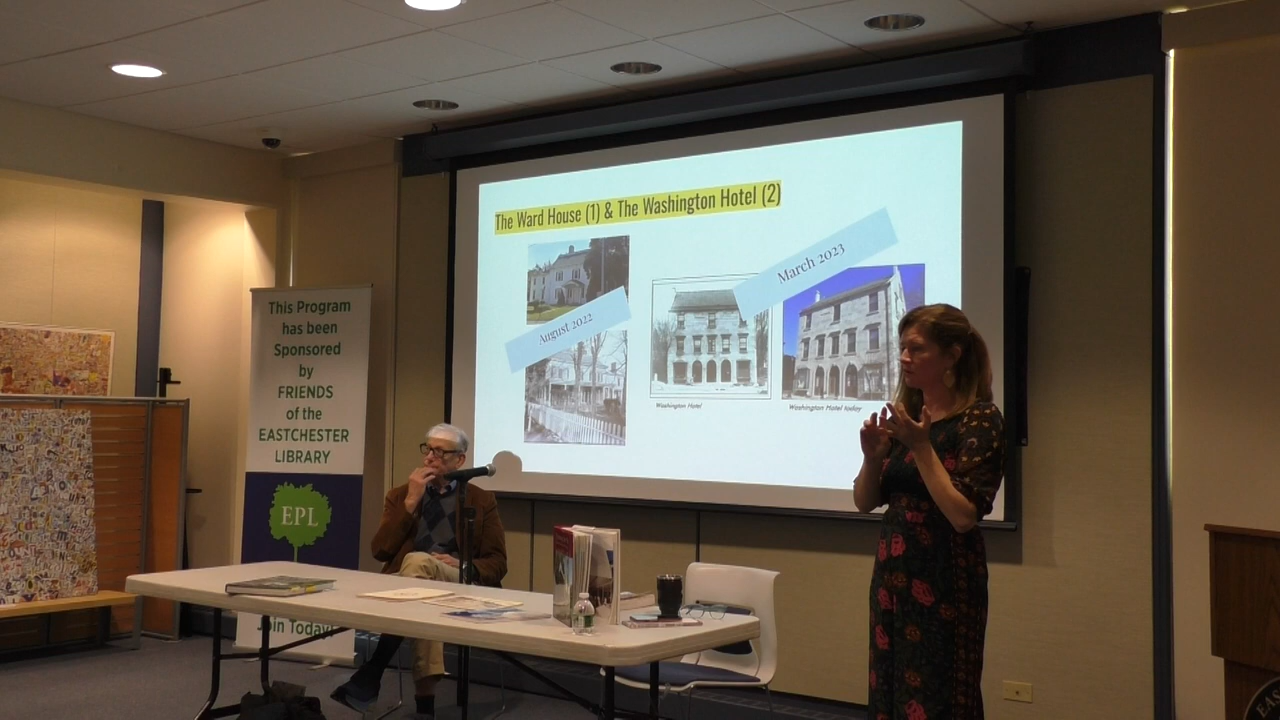 The Ward House (1) & The Washington Hotel (2)
August 2022
March 2023
Washington Hotel
Washington Hotel today
This Program
has been
Sponsored
by
FRIENDS
of the
EASTCHESTER
LIBRARY
EPL
Today!